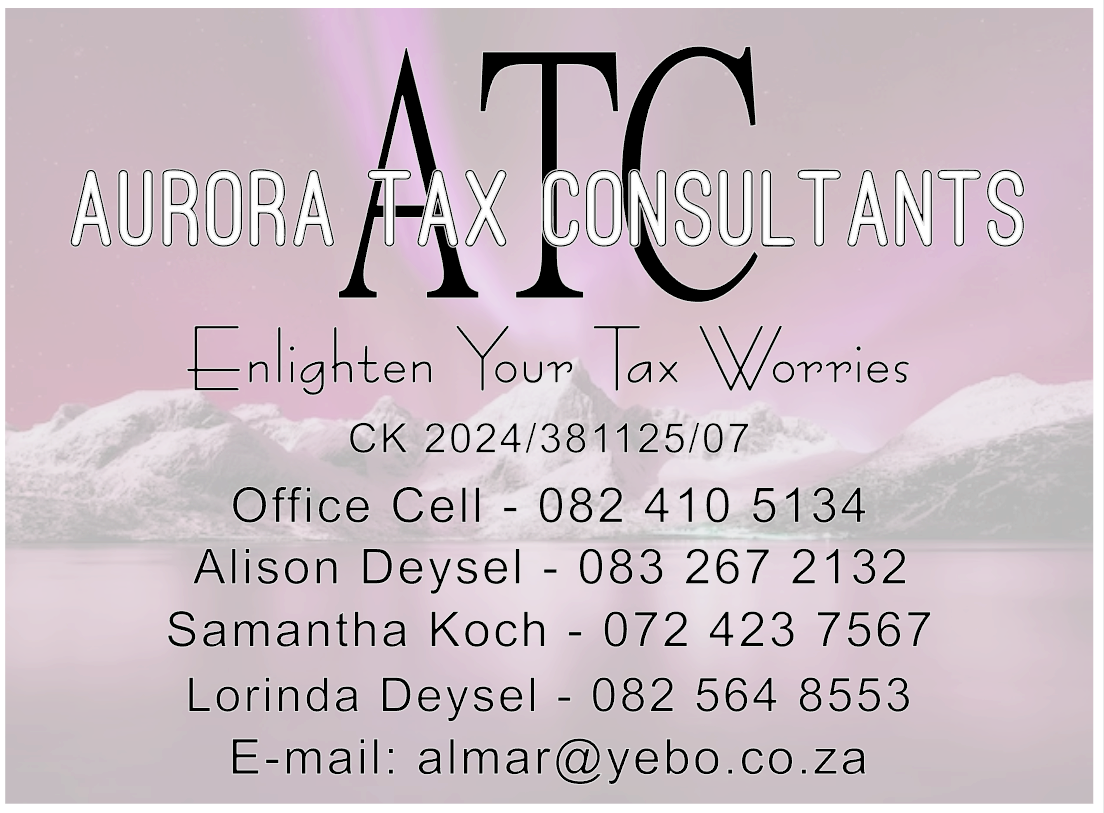 ATC
AURORA TAX CONSULTANTS
Enlighten Your Tax Worries
CK 2024/381125/07
Office Cell - 082 410 5134
Alison Deysel - 083 267 2132
Samantha Koch - 072 423 7567
Lorinda Deysel - 082 564 8553
E-mail: almar@yebo.co.za